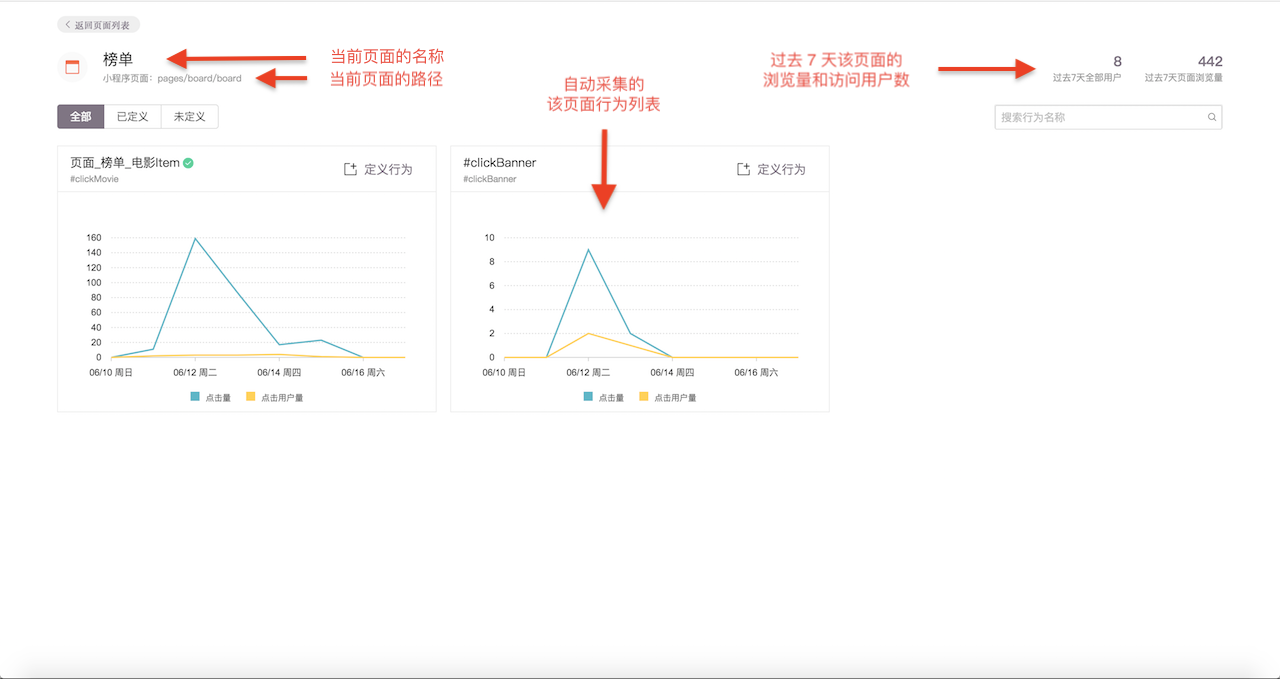 返回页面列表
榜单
小程序页面：pages/board/board
当前页面的名称
当前页面的路径
自动采集的
该页面行为列表
过去 7 天该页面的
浏览量和访问用户数
8
过去7天全部用户
442
过去7天页面浏览量
全部
已定义
未定义
搜索行为名称
页面_榜单_电影Item
#clickMovie
定义行为
160
140
120
100
80
60
40
20
0
06/10 周日
06/12 周二
06/14 周四
06/16 周六
点击量
点击用户量
#clickBanner
#clickBanner
定义行为
10
8
6
4
2
0
06/10 周日
06/12 周二
06/14 周四
06/16 周六
点击量
点击用户量